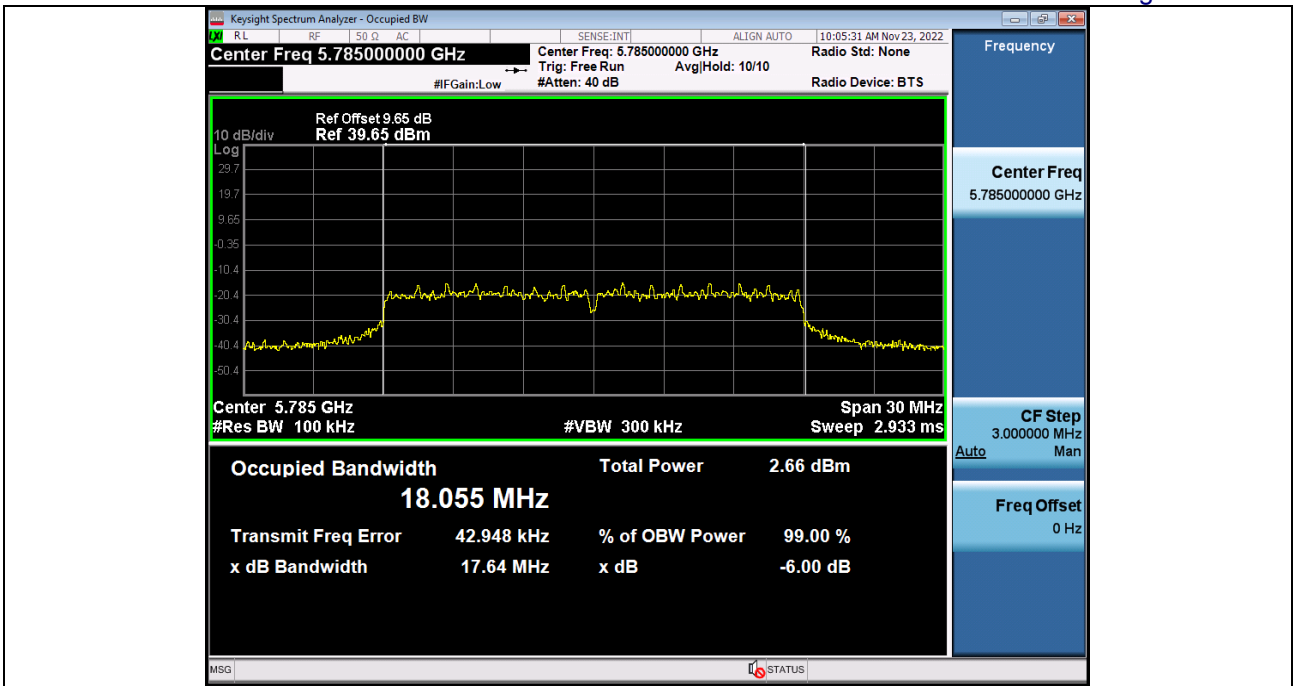 Keysight Spectrum Analyzer - Occupied BW
LXI RL RF 50 Ω AC SENSE:INT ALIGN AUTO 10:05:31 AM Nov 23, 2022
Center Freq 5.785000000 GHz
Center Freq: 5.785000000 GHz
Radio Std: None
Trig: Free Run Avg|Hold: 10/10
#IFGain:Low #Atten: 40 dB Radio Device: BTS
Ref Offset 9.65 dB
10 dB/div Ref 39.65 dBm
Log
29.7
19.7
9.65
-0.35
-10.4
-20.4
-30.4
-40.4
-50.4
Center 5.785 GHz Span 30 MHz
#Res BW 100 kHz #VBW 300 kHz Sweep 2.933 ms
Occupied Bandwidth Total Power 2.66 dBm
18.055 MHz
Transmit Freq Error 42.948 kHz % of OBW Power 99.00 %
x dB Bandwidth 17.64 MHz x dB -6.00 dB
MSG STATUS
Frequency
Center Freq
5.785000000 GHz
CF Step
3.000000 MHz
Auto Man
Freq Offset
0 Hz